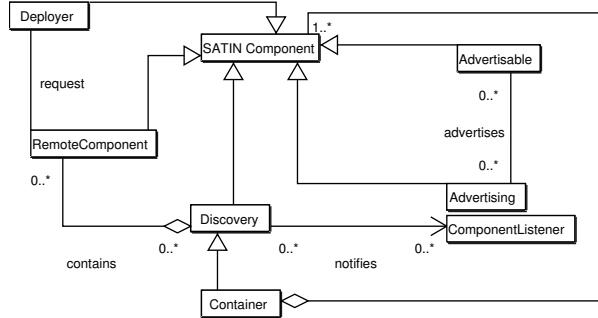 Deployer
1..*
SATIN Component
Advertisable
request
0..*
advertises
RemoteComponent
0..*
0..*
Advertising
Discovery
ComponentListener
0..*
0..*
0..*
contains
notifies
Container